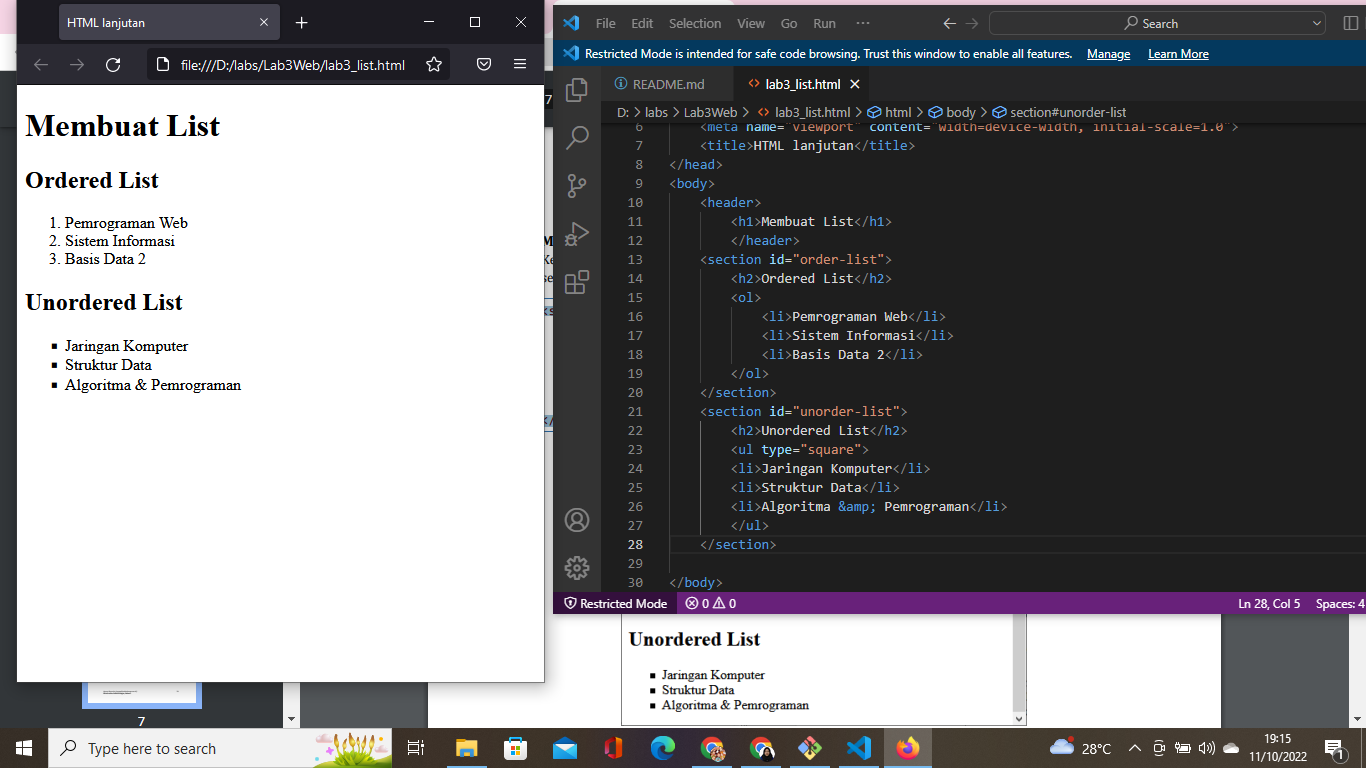 HTML lanjutan
file:///D:/labs/Lab3Web/lab3_list.html
Membuat List
Ordered List
1. Pemrograman Web
2. Sistem Informasi
3. Basis Data 2
Unordered List
Jaringan Komputer
Struktur Data
Algoritma & Pemrograman
File Edit Selection View Go Run ··· Search
Restricted Mode is intended for safe code browsing. Trust this window to enable all features. Manage Learn More
README.md lab3_list.html
D: > labs > Lab3Web > lab3_list.html > html > body > section#unorder-list
6 <meta name="viewport" content="width=device-width, initial-scale=1.0">
7 <title>HTML lanjutan</title>
8 </head>
9 <body>
10 <header>
11 <h1>Membuat List</h1>
12 </header>
13 <section id="order-list">
14 <h2>Ordered List</h2>
15 <ol>
16 <li>Pemrograman Web</li>
17 <li>Sistem Informasi</li>
18 <li>Basis Data 2</li>
19 </ol>
20 </section>
21 <section id="unorder-list">
22 <h2>Unordered List</h2>
23 <ul type="square">
24 <li>Jaringan Komputer</li>
25 <li>Struktur Data</li>
26 <li>Algoritma &amp; Pemrograman</li>
27 </ul>
28 </section>
29
30 </body>
Restricted Mode 0 0 Ln 28, Col 5 Spaces: 4
Unordered List
Jaringan Komputer
Struktur Data
Algoritma & Pemrograman
7
Type here to search
28°C
19:15
11/10/2022
1